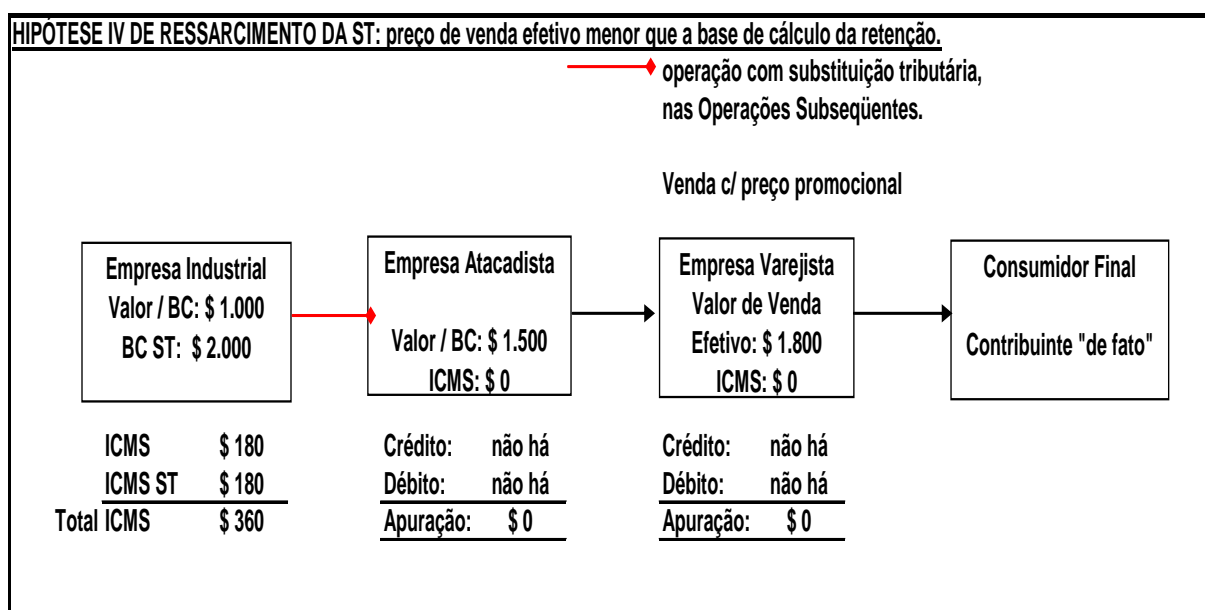 HIPÓTESE IV DE RESSARCIMENTO DA ST: preço de venda efetivo menor que a base de cálculo da retenção.
operação com substituição tributária,
nas Operações Subseqüentes.
Venda c/ preço promocional
Empresa Industrial
Valor / BC: $ 1.000
BC ST: $ 2.000
Empresa Atacadista
Valor / BC: $ 1.500
ICMS: $ 0
Empresa Varejista
Valor de Venda
Efetivo: $ 1.800
ICMS: $ 0
Consumidor Final
Contribuinte "de fato"
ICMS $ 180
ICMS ST $ 180
Total ICMS $ 360
Crédito: não há
Débito: não há
Apuração: $ 0
Crédito: não há
Débito: não há
Apuração: $ 0